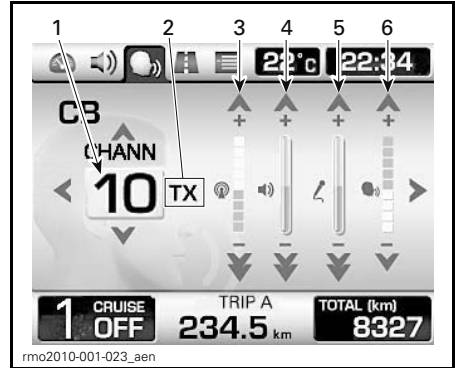 1 2 3 4 5 6
22°C 22:34
CB
CHANN
10 TX
+ + + +
- - - -
1 CRUISE OFF
TRIP A
234.5 km
TOTAL (km)
8327
rmo2010-001-023_aen